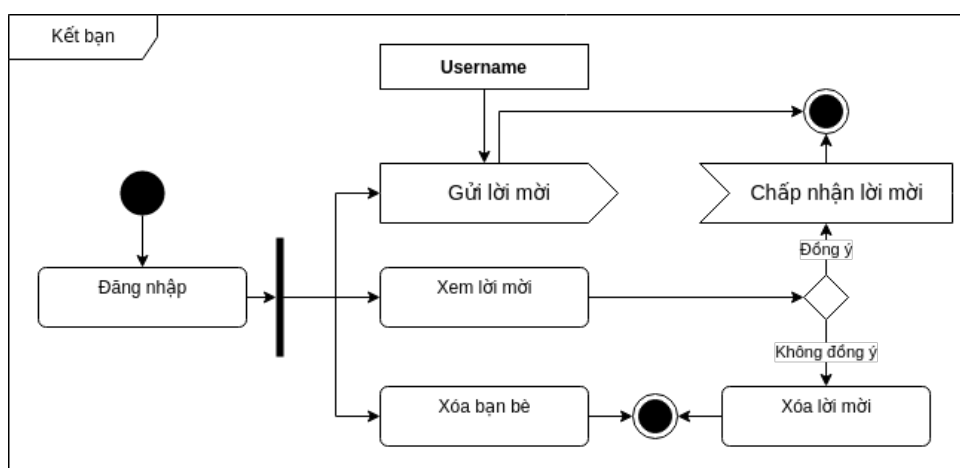 Kết bạn
Username
Gửi lời mời
Chấp nhận lời mời
Đồng ý
Đăng nhập
Xem lời mời
Không đồng ý
Xóa bạn bè
Xóa lời mời